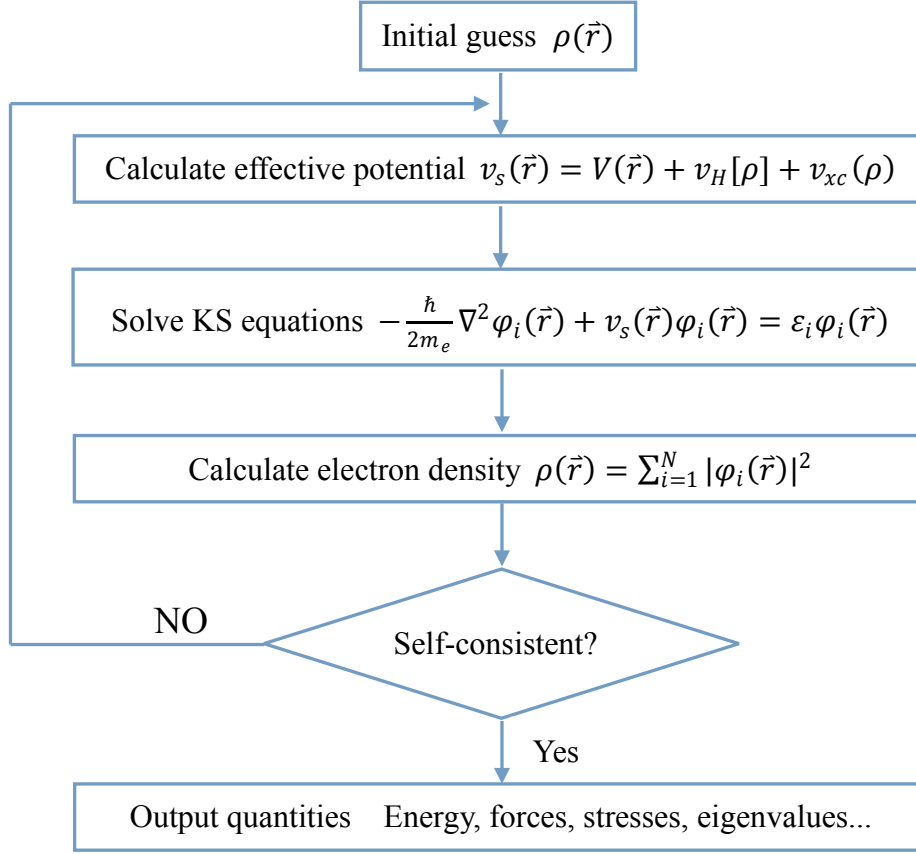 Initial guess ρ(r⃗)
Calculate effective potential v_s(r⃗) = V(r⃗) + v_H[ρ] + v_xc(ρ)
Solve KS equations −ħ/2m_e ∇²φ_i(r⃗) + v_s(r⃗)φ_i(r⃗) = ε_iφ_i(r⃗)
Calculate electron density ρ(r⃗) = ∑_{i=1}^{N} |φ_i(r⃗)|²
NO
Self-consistent?
Yes
Output quantities Energy, forces, stresses, eigenvalues...